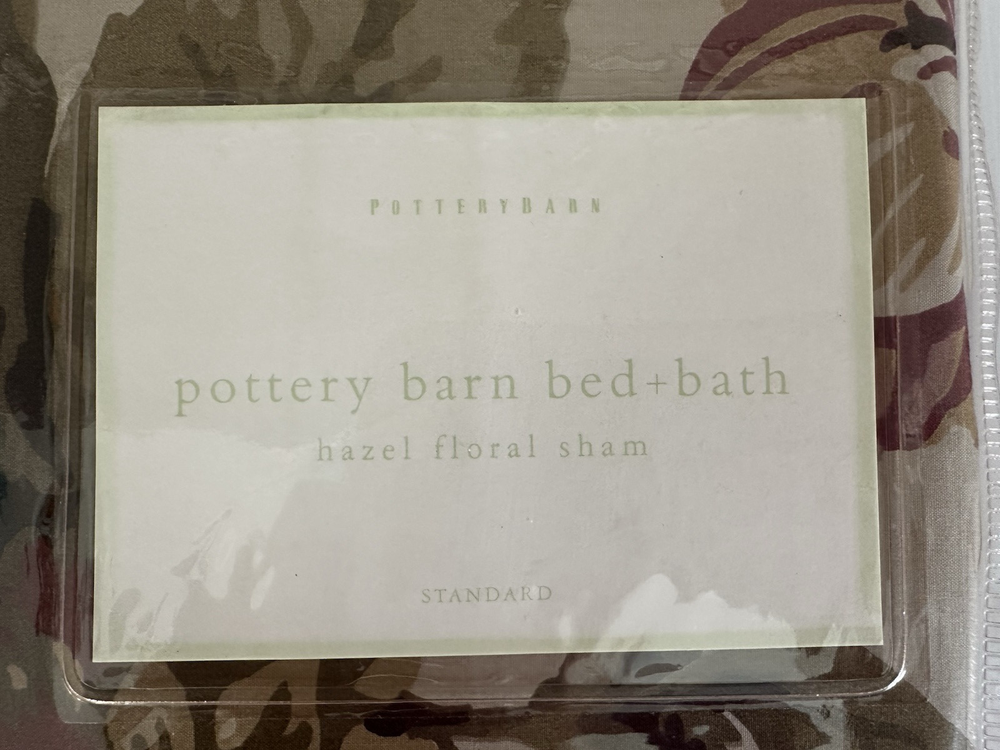 POTTERYBARN
pottery barn bed+bath
hazel floral sham
STANDARD